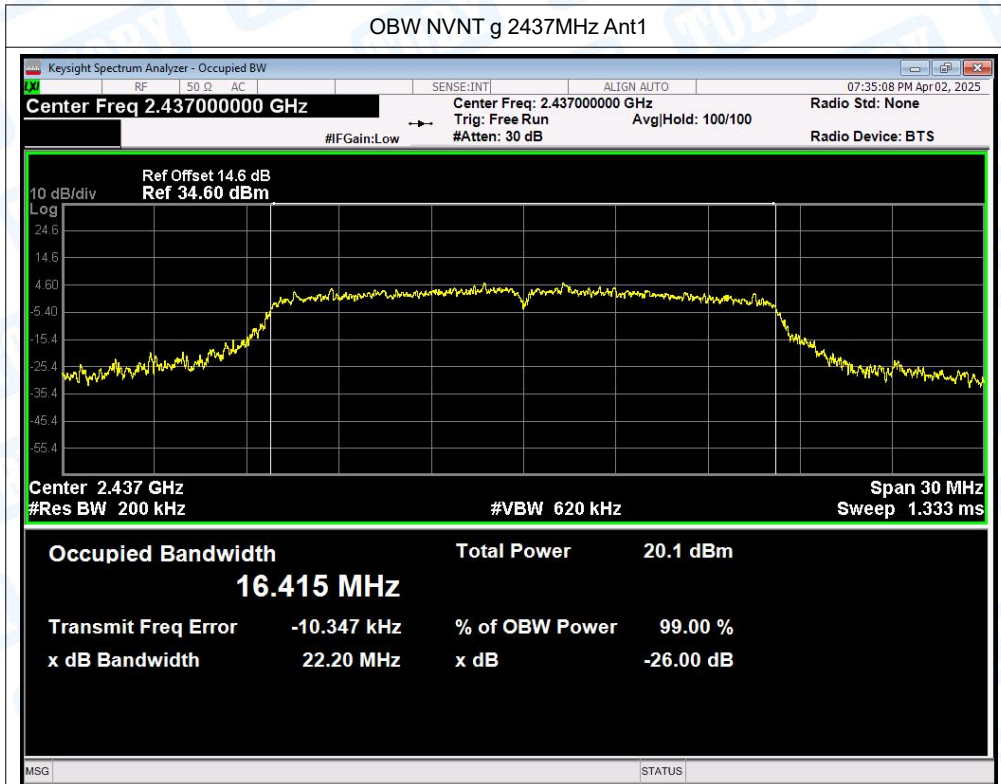 OBW NVNT g 2437MHz Ant1
Keysight Spectrum Analyzer - Occupied BW
LXI RF 50 Ω AC SENSE:INT ALIGN AUTO 07:35:08 PM Apr 02, 2025
Center Freq 2.437000000 GHz Center Freq: 2.437000000 GHz Radio Std: None
Trig: Free Run Avg|Hold: 100/100
#IFGain:Low #Atten: 30 dB Radio Device: BTS
Ref Offset 14.6 dB
10 dB/div Ref 34.60 dBm
Log
24.6
14.6
4.60
-5.40
-15.4
-25.4
-35.4
-45.4
-55.4
Center 2.437 GHz Span 30 MHz
#Res BW 200 kHz #VBW 620 kHz Sweep 1.333 ms
Occupied Bandwidth Total Power 20.1 dBm
16.415 MHz
Transmit Freq Error -10.347 kHz % of OBW Power 99.00 %
x dB Bandwidth 22.20 MHz x dB -26.00 dB
MSG STATUS